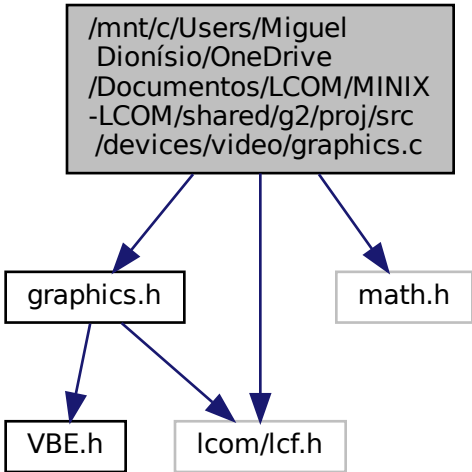 /mnt/c/Users/Miguel
Dionísio/OneDrive
/Documentos/LCOM/MINIX
-LCOM/shared/g2/proj/src
/devices/video/graphics.c
graphics.h
math.h
VBE.h
lcom/lcf.h